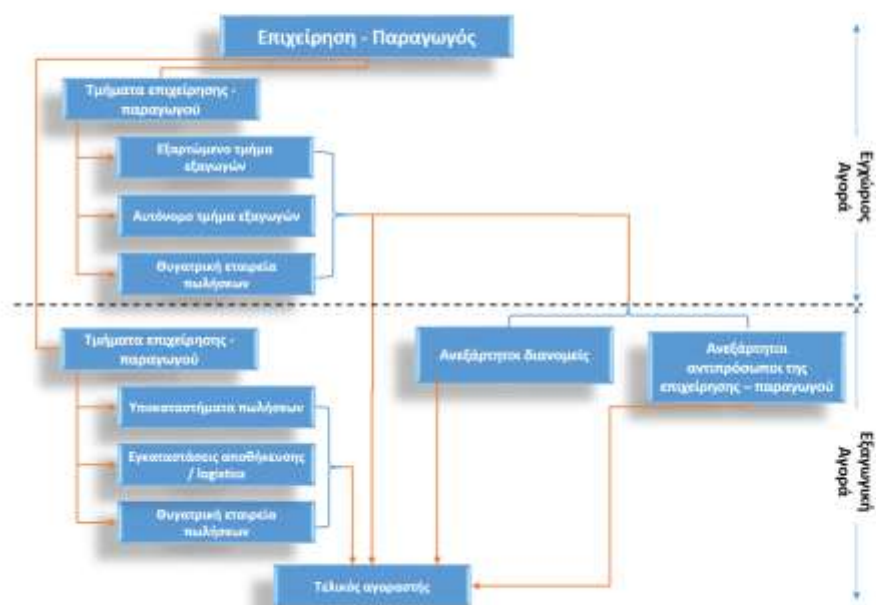 Επιχείρηση - Παραγωγός
Τμήματα επιχείρησης -
παραγωγού
Εξαρτώμενο τμήμα
εξαγωγών
Αυτόνομο τμήμα εξαγωγών
Θυγατρική εταιρεία
πωλήσεων
Εγχώριος
Αγορά
Τμήματα επιχείρησης -
παραγωγού
Ανεξάρτητοι διανομείς
Ανεξάρτητοι
αντιπρόσωποι της
επιχείρησης – παραγωγού
Υποκαταστήματα πωλήσεων
Εγκαταστάσεις αποθήκευσης
/ logistics
Θυγατρική εταιρεία
πωλήσεων
Εξαγωγική
Αγορά
Τελικός αγοραστής